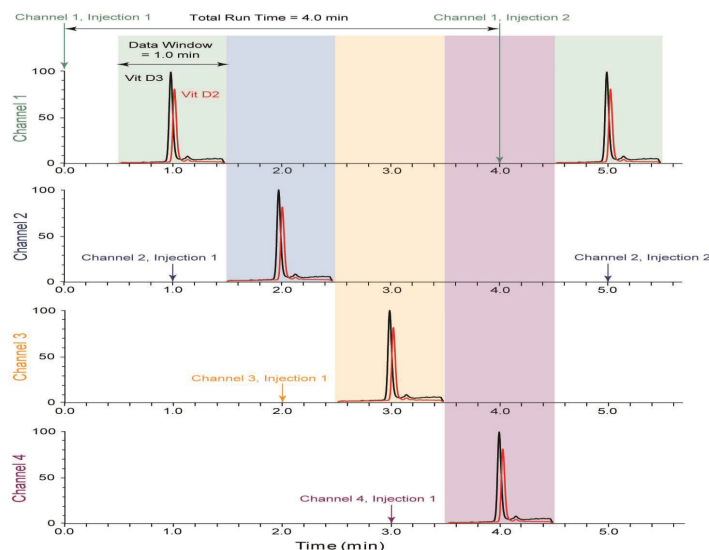 Channel 1, Injection 1
Total Run Time = 4.0 min
Channel 1, Injection 2
Data Window
= 1.0 min
Vit D3
Vit D2
Channel 1
100
50
0
0.0 1.0 2.0 3.0 4.0 5.0
Channel 2
100
50
0
Channel 2, Injection 1
Channel 2, Injection 2
0.0 1.0 2.0 3.0 4.0 5.0
Channel 3
100
50
0
Channel 3, Injection 1
0.0 1.0 2.0 3.0 4.0 5.0
Channel 4
100
50
0
Channel 4, Injection 1
0.0 1.0 2.0 3.0 4.0 5.0
Time (min)